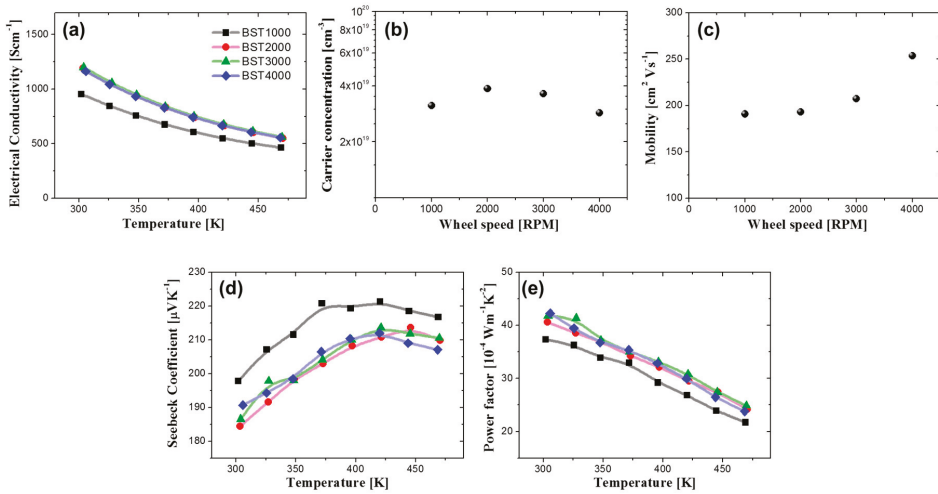 (a)
BST1000
BST2000
BST3000
BST4000
Electrical Conductivity [Scm⁻¹]
1500
1000
500
0
300
350
400
450
Temperature [K]
(b)
Carrier concentration [cm⁻³]
10²⁰
8x10¹⁹
6x10¹⁹
4x10¹⁹
2x10¹⁹
0
1000
2000
3000
4000
Wheel speed [RPM]
(c)
Mobility [cm² Vs⁻¹]
300
250
200
150
100
0
1000
2000
3000
4000
Wheel speed [RPM]
(d)
Seebeck Coefficient [μVK⁻¹]
230
220
210
200
190
180
300
350
400
450
Temperature [K]
(e)
Power factor [10⁻⁴ Wm⁻¹K⁻²]
50
40
30
20
300
350
400
450
Temperature [K]